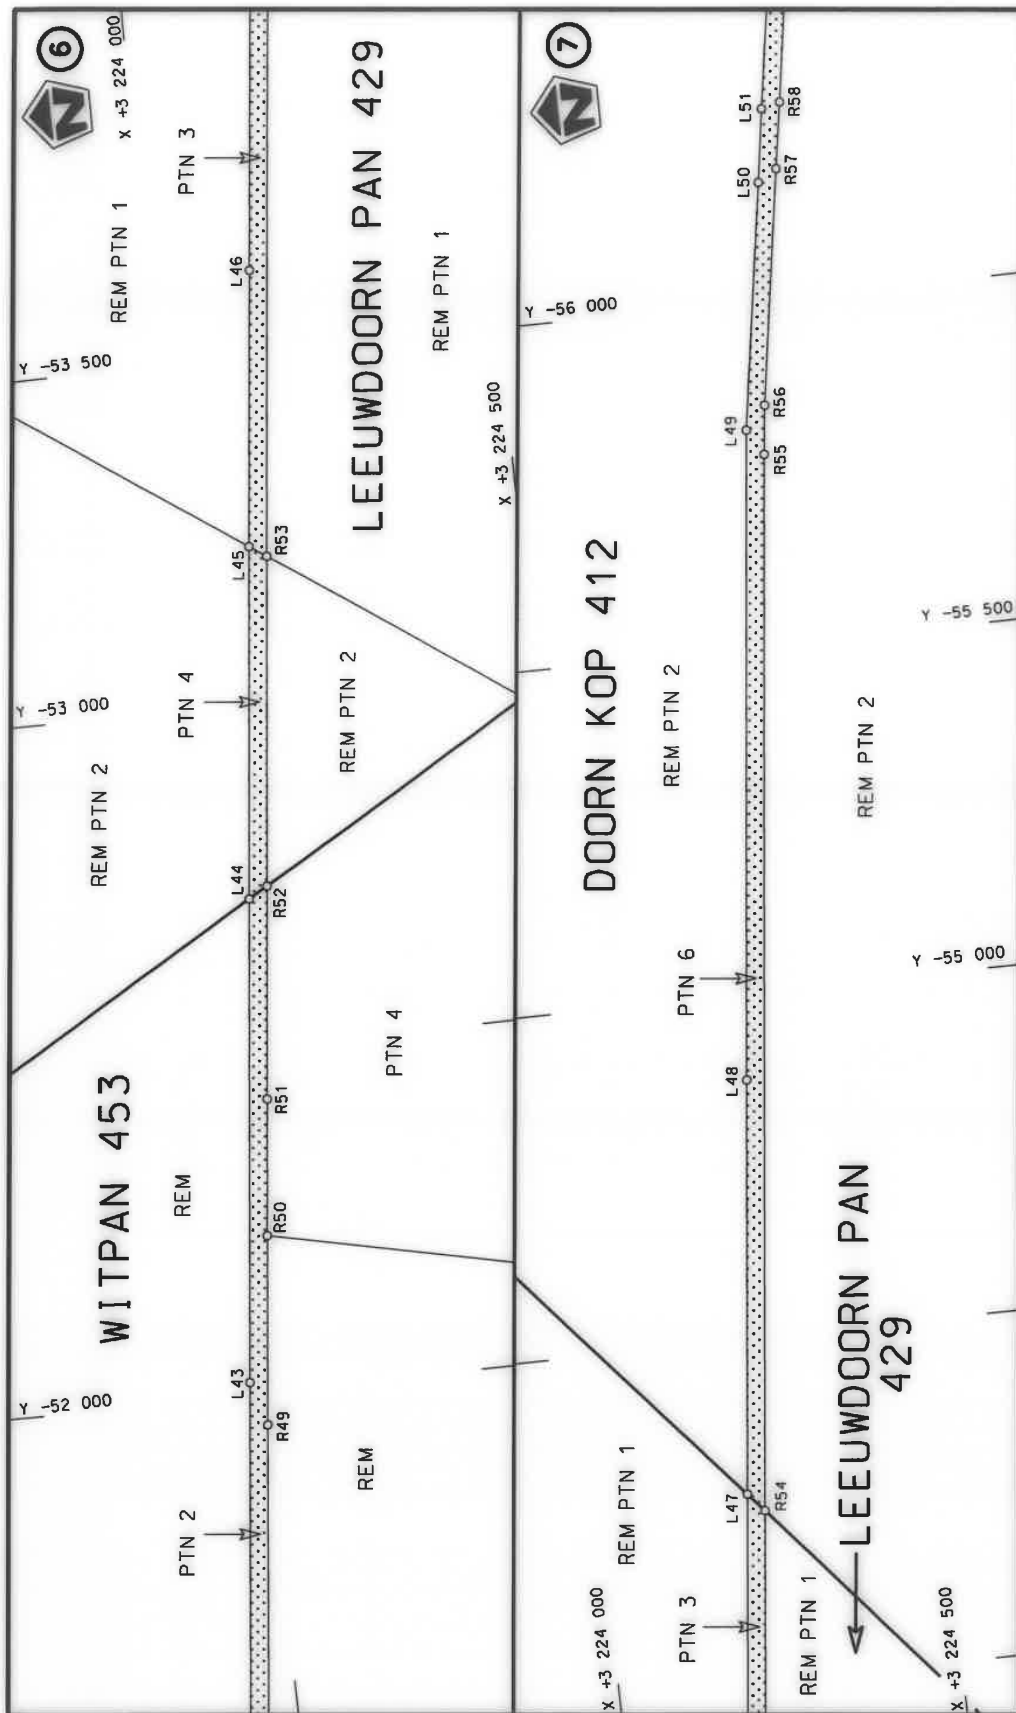 6
N
X +3 224 000
REM PTN 1
PTN 3
L46
LEEUWDOORN PAN 429
REM PTN 1
Y -53 500
X +3 224 500
L45
R53
PTN 4
REM PTN 2
Y -53 000
REM PTN 2
L44
R52
WITPAN 453
REM
PTN 4
R51
R50
L43
R49
Y -52 000
REM
PTN 2
7
N
L51
R58
L50
R57
Y -56 000
L49
R56
R55
DOORN KOP 412
REM PTN 2
Y -55 500
REM PTN 2
PTN 6
Y -55 000
L48
LEEUWDOORN PAN
429
L47
R54
REM PTN 1
PTN 3
REM PTN 1
X +3 224 000
X +3 224 500